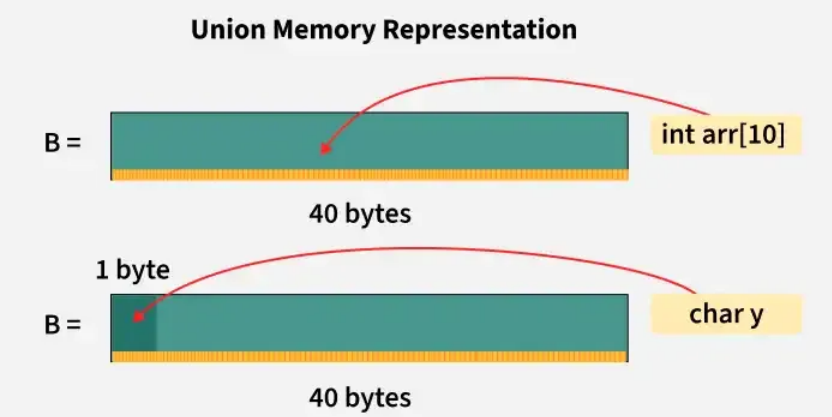 Union Memory Representation
B =
int arr[10]
40 bytes
1 byte
B =
char y
40 bytes